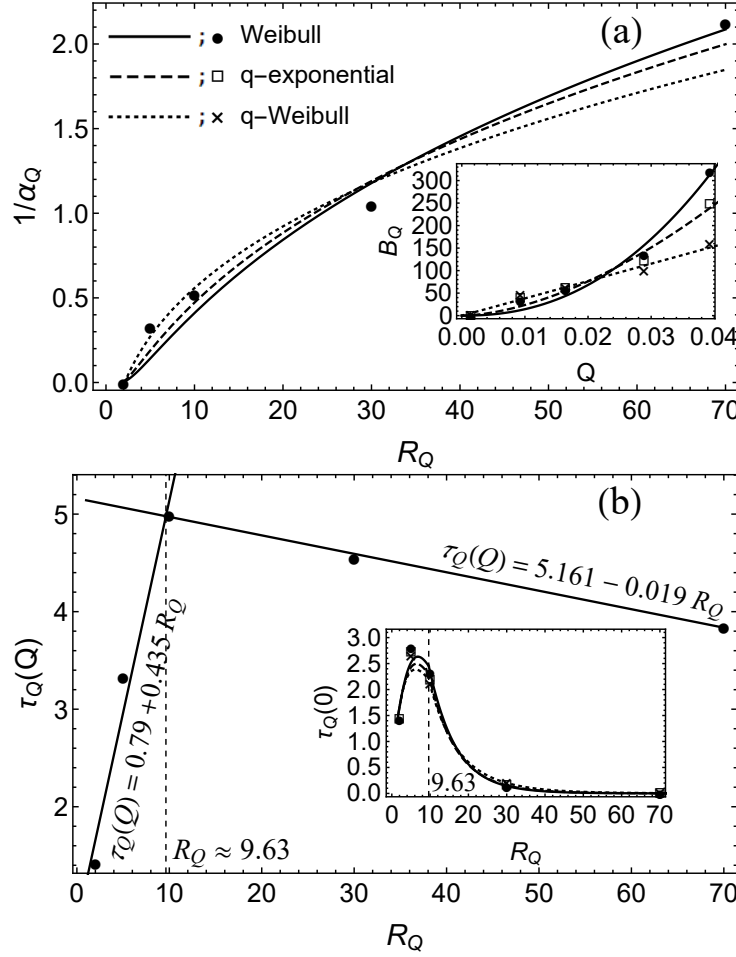 (a)
; ● Weibull
; □ q-exponential
; × q-Weibull
1/α_Q
2.0
1.5
1.0
0.5
0.0
0 10 20 30 40 50 60 70
R_Q
B_Q
300
250
200
150
100
50
0
0.00 0.01 0.02 0.03 0.04
Q
(b)
τ_Q(Q)
5
4
3
2
0 10 20 30 40 50 60 70
R_Q
τ_Q(Q) = 0.79 + 0.435 R_Q
τ_Q(Q) = 5.161 − 0.019 R_Q
R_Q ≈ 9.63
τ_Q(0)
3.0
2.5
2.0
1.5
1.0
0.5
0.0
9.63
0 10 20 30 40 50 60 70
R_Q